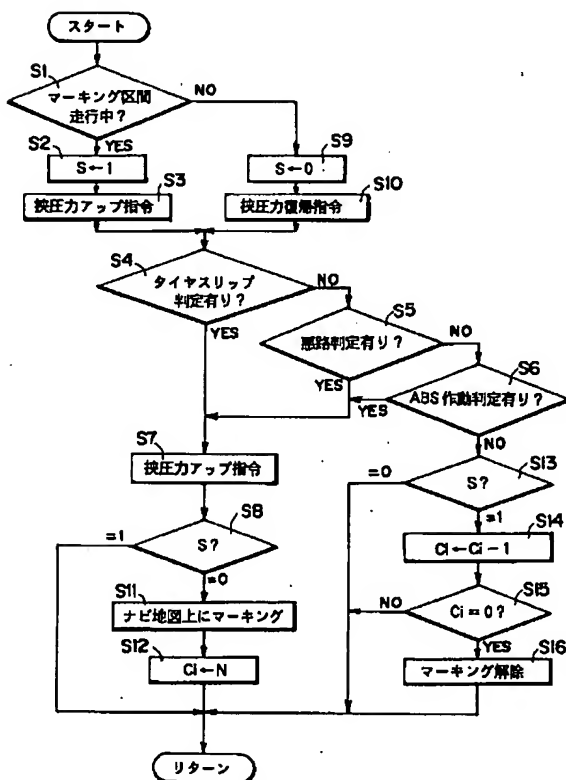 スタート
S1
マーキング区間
走行中?
NO
YES
S2
S←1
S9
S←0
S3
挟圧力アップ指令
S10
挟圧力復帰指令
S4
タイヤスリップ
判定有り?
NO
YES
S5
悪路判定有り?
NO
YES
S6
ABS作動判定有り?
YES
NO
S7
挟圧力アップ指令
S13
S?
=0
=1
S8
S?
=1
=0
S14
Ci←Ci-1
S11
ナビ地図上にマーキング
S15
Ci=0?
NO
YES
S12
Ci←N
S16
マーキング解除
リターン